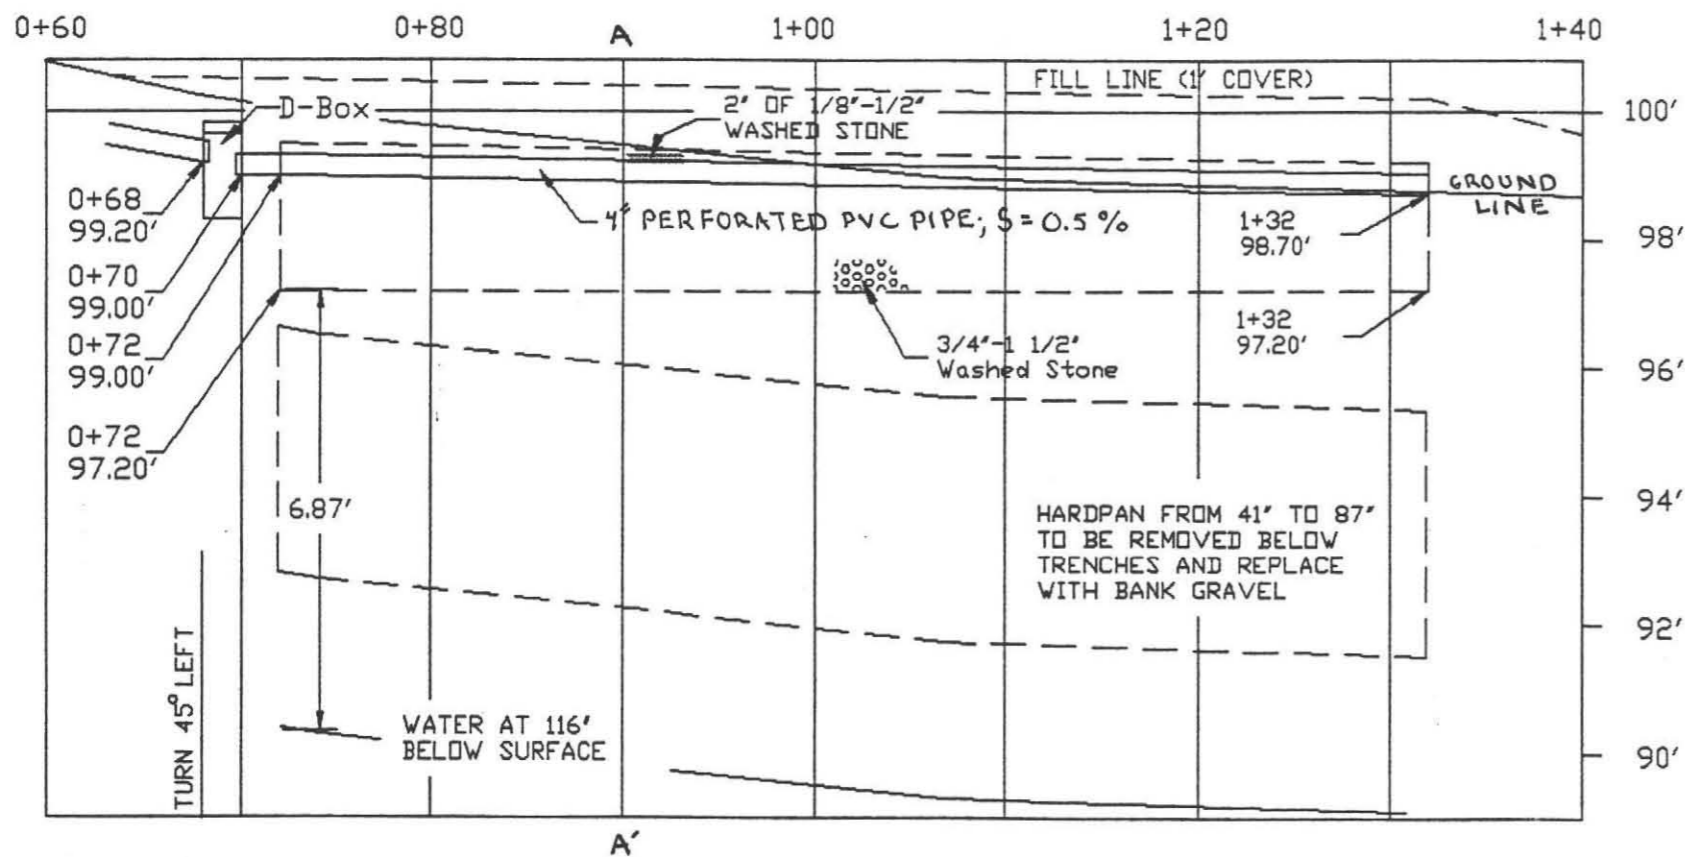 0+60
0+80
A
1+00
1+20
1+40
FILL LINE (1' COVER)
D-Box
2" OF 1/8"-1/2"
WASHED STONE
100'
0+68
99.20'
4" PERFORATED PVC PIPE; S = 0.5 %
GROUND
LINE
1+32
98.70'
98'
0+70
99.00'
0+72
99.00'
3/4"-1 1/2"
Washed Stone
1+32
97.20'
96'
0+72
97.20'
6.87'
94'
HARDPAN FROM 41" TO 87"
TO BE REMOVED BELOW
TRENCHES AND REPLACE
WITH BANK GRAVEL
92'
TURN 45° LEFT
WATER AT 116"
BELOW SURFACE
90'
A'